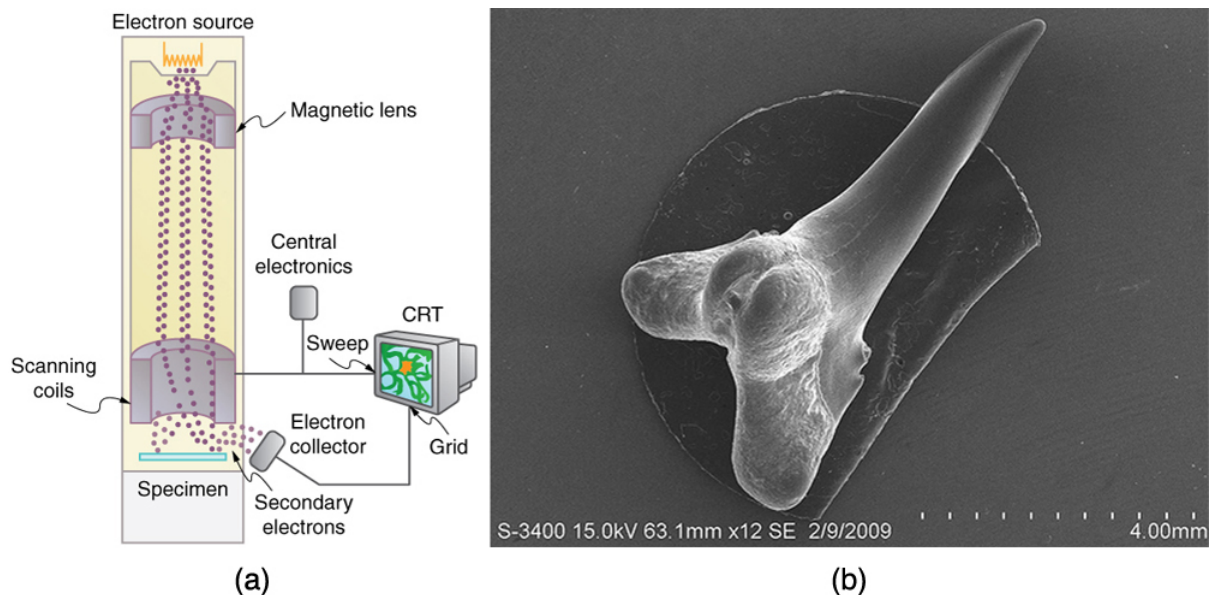 Electron source
Magnetic lens
Central
electronics
CRT
Sweep
Scanning
coils
Electron
collector
Grid
Specimen
Secondary
electrons
S-3400 15.0kV 63.1mm x12 SE 2/9/2009
4.00mm
(a)
(b)